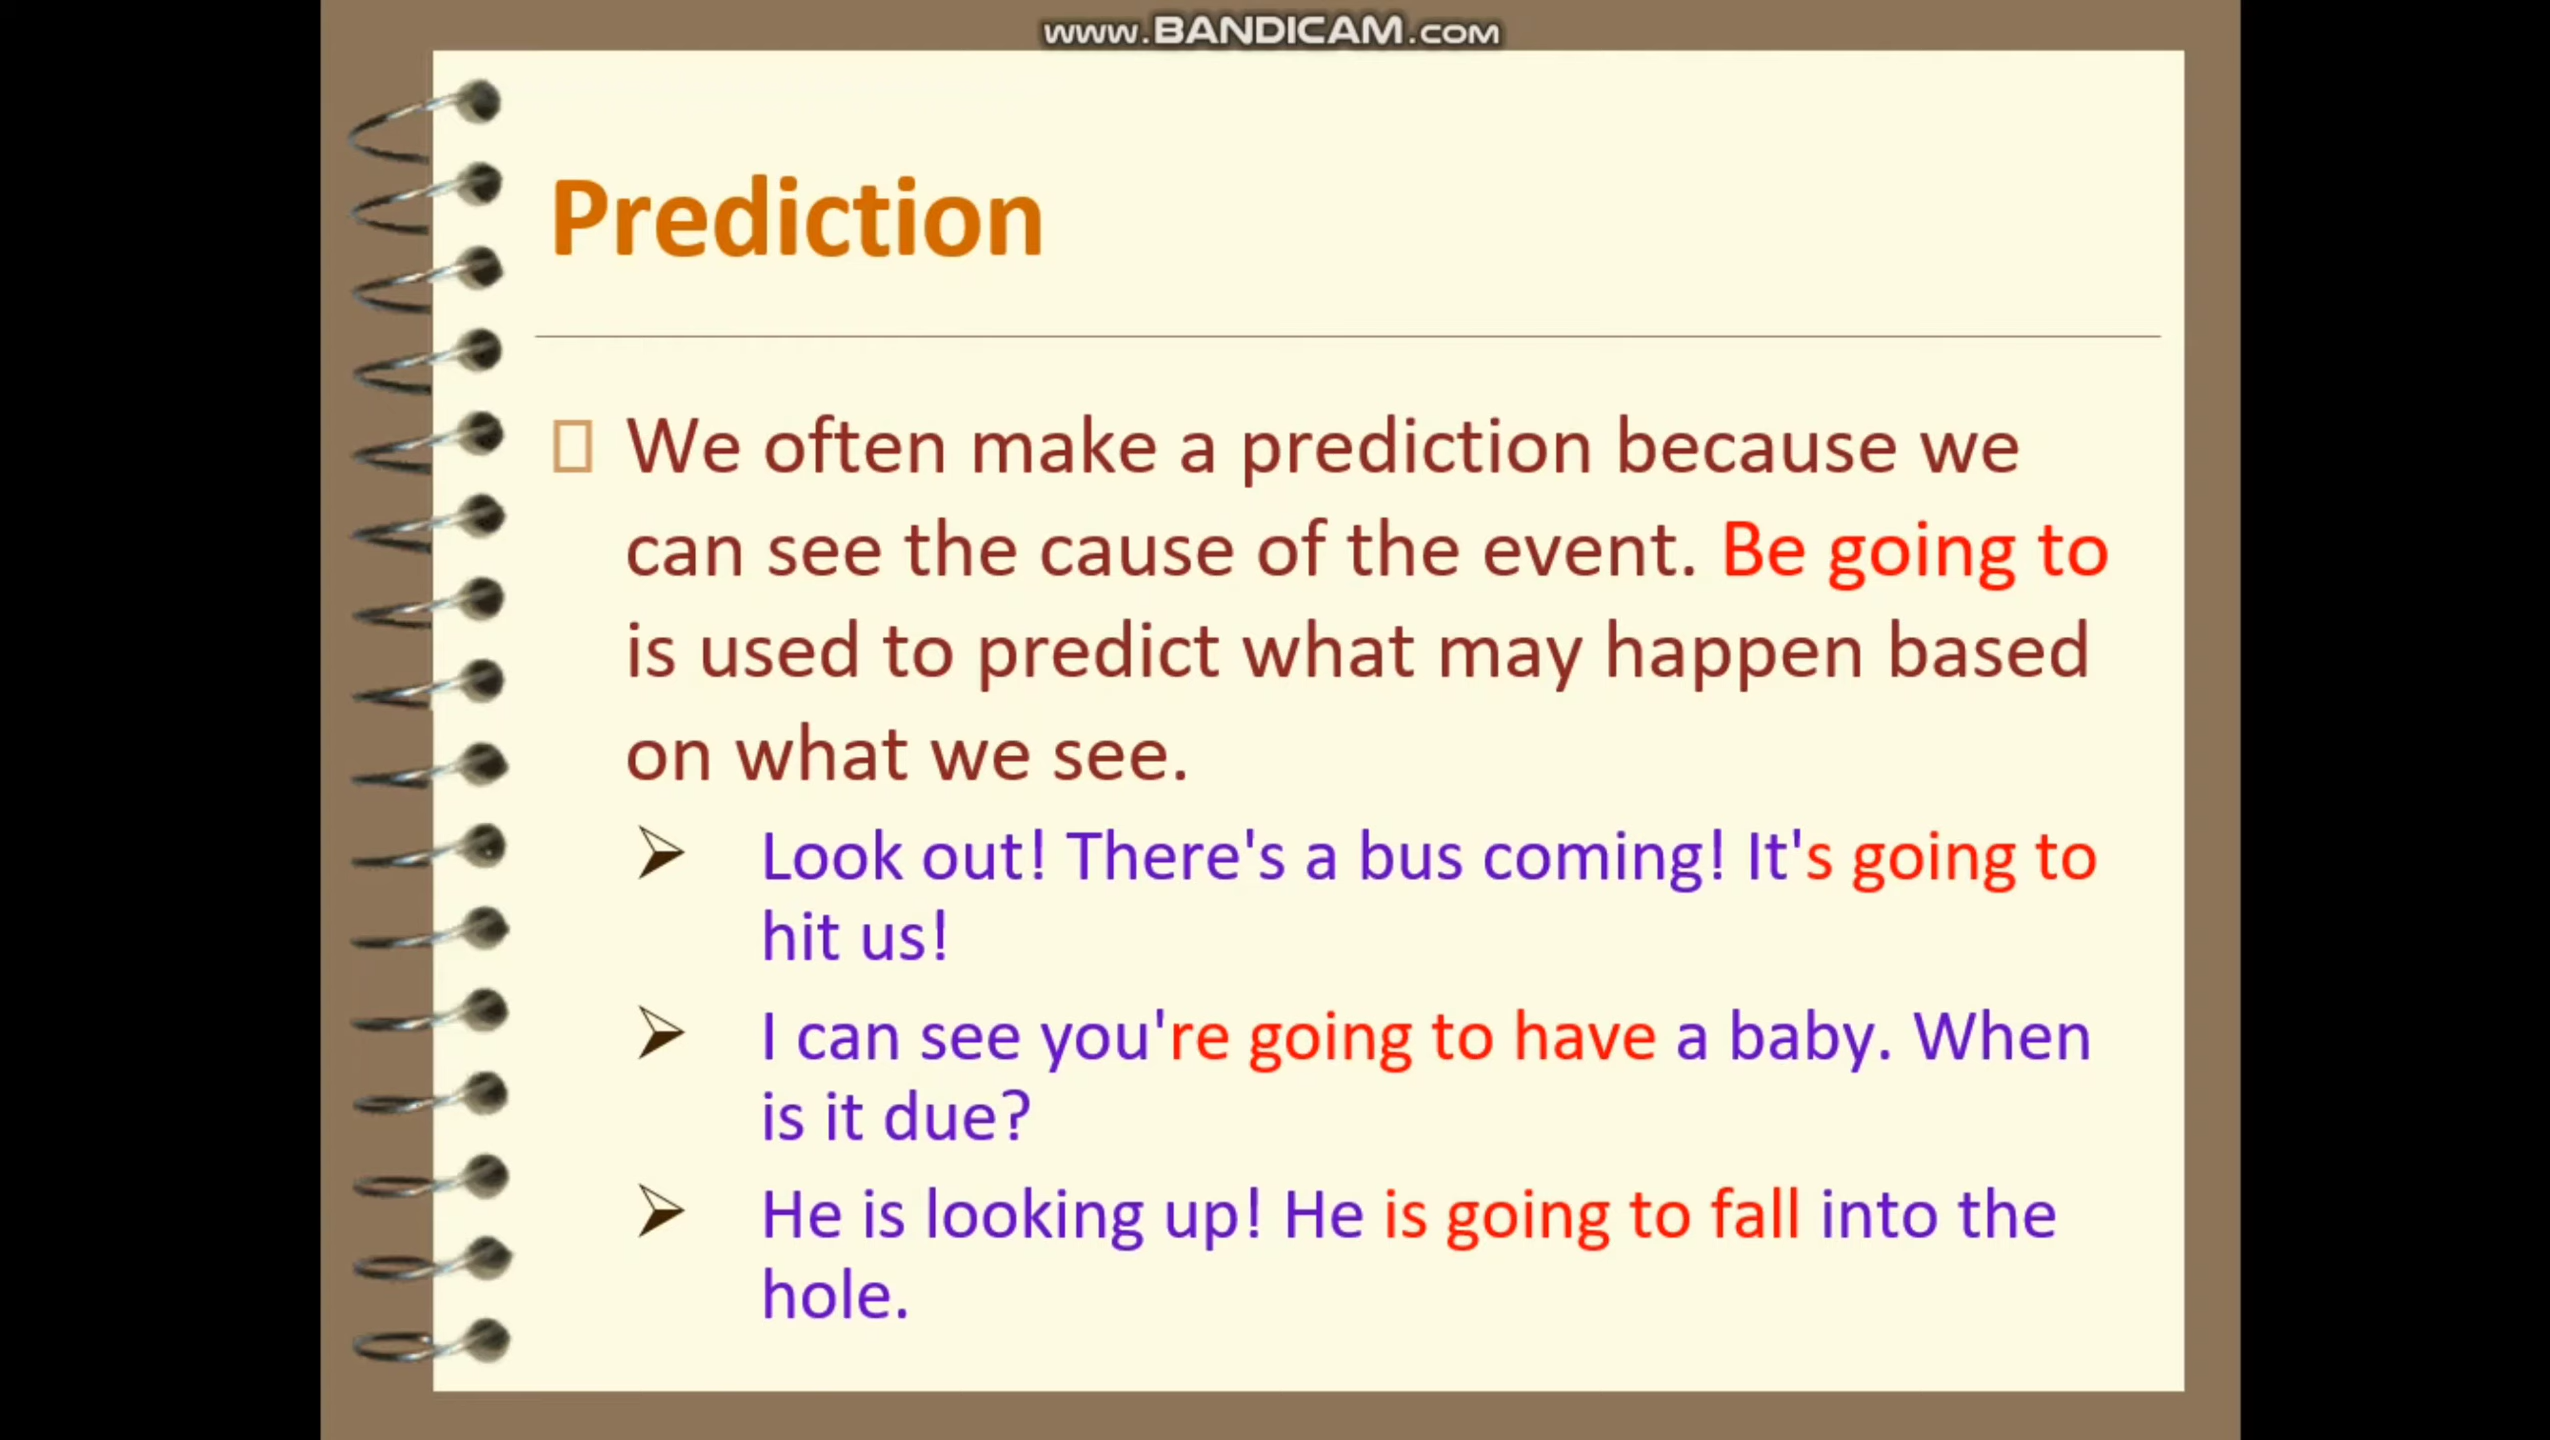 www.BANDICAM.com
Prediction
We often make a prediction because we
can see the cause of the event. Be going to
is used to predict what may happen based
on what we see.
Look out! There's a bus coming! It's going to
hit us!
I can see you're going to have a baby. When
is it due?
He is looking up! He is going to fall into the
hole.